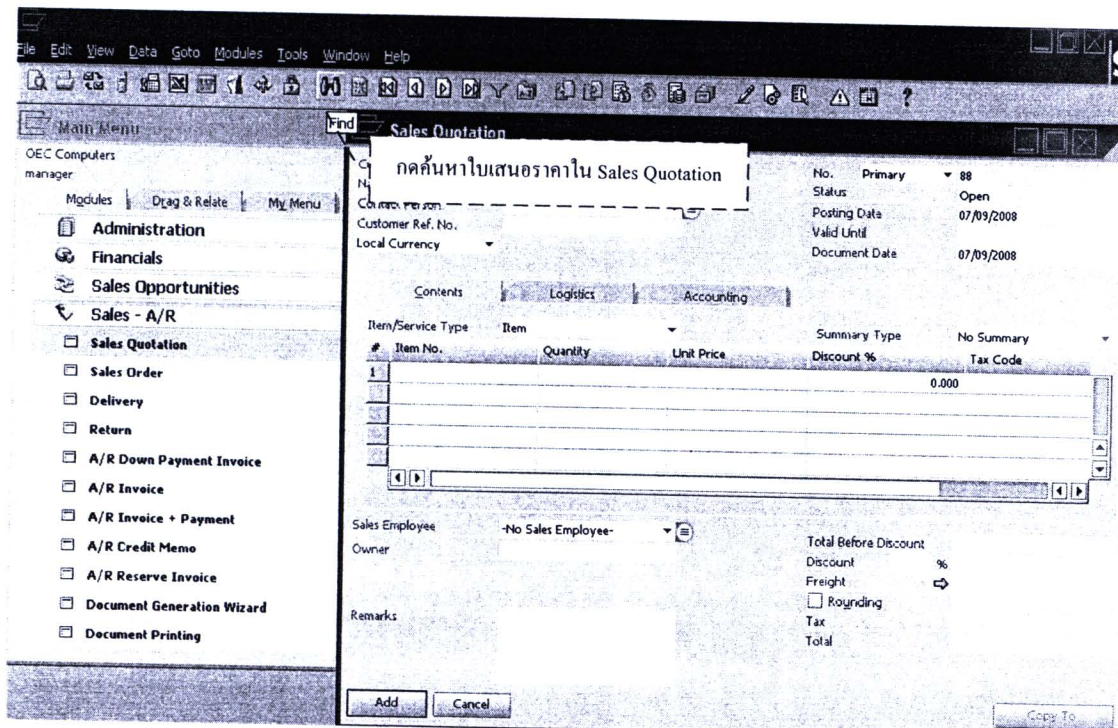 File Edit View Data Goto Modules Tools Window Help
Main Menu
OEC Computers
manager
Modules Drag & Relate My Menu
Administration
Financials
Sales Opportunities
Sales - A/R
Sales Quotation
Sales Order
Delivery
Return
A/R Down Payment Invoice
A/R Invoice
A/R Invoice + Payment
A/R Credit Memo
A/R Reserve Invoice
Document Generation Wizard
Document Printing
Find
Sales Quotation
กดค้นหาใบเสนอราคาใน Sales Quotation
Contact Person
Customer Ref. No.
Local Currency
No. Primary 88
Status Open
Posting Date 07/09/2008
Valid Until
Document Date 07/09/2008
Contents Logistics Accounting
Item/Service Type Item Summary Type No Summary
# Item No. Quantity Unit Price Discount % Tax Code
1 0.000
Sales Employee -No Sales Employee-
Owner
Remarks
Total Before Discount
Discount %
Freight
Rounding
Tax
Total
Add Cancel Copy To